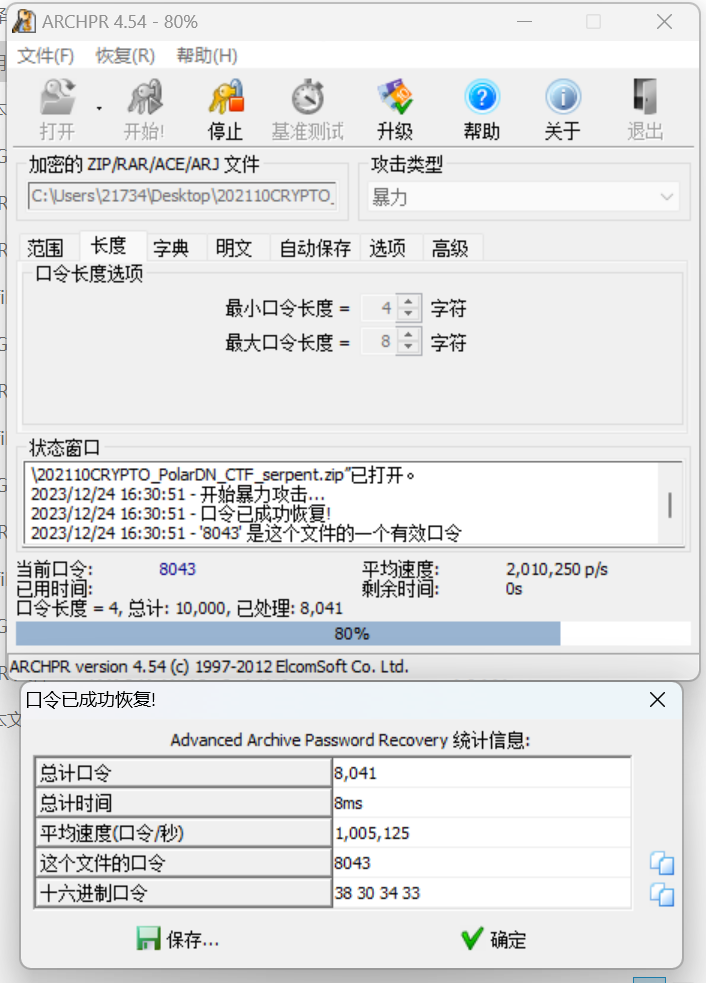 ARCHPR 4.54 - 80%
文件(F) 恢复(R) 帮助(H)
打开 开始! 停止 基准测试 升级 帮助 关于 退出
加密的 ZIP/RAR/ACE/ARJ 文件 攻击类型
C:\Users\21734\Desktop\202110CRYPTO_ 暴力
范围 长度 字典 明文 自动保存 选项 高级
口令长度选项
最小口令长度 = 4 字符
最大口令长度 = 8 字符
状态窗口
\202110CRYPTO_PolarDN_CTF_serpent.zip”已打开。
2023/12/24 16:30:51 - 开始暴力攻击...
2023/12/24 16:30:51 - 口令已成功恢复!
2023/12/24 16:30:51 - '8043' 是这个文件的一个有效口令
当前口令: 8043 平均速度: 2,010,250 p/s
已用时间: 剩余时间: 0s
口令长度 = 4, 总计: 10,000, 已处理: 8,041
80%
ARCHPR version 4.54 (c) 1997-2012 ElcomSoft Co. Ltd.
口令已成功恢复!
Advanced Archive Password Recovery 统计信息:
总计口令 8,041
总计时间 8ms
平均速度(口令/秒) 1,005,125
这个文件的口令 8043
十六进制口令 38 30 34 33
保存... 确定